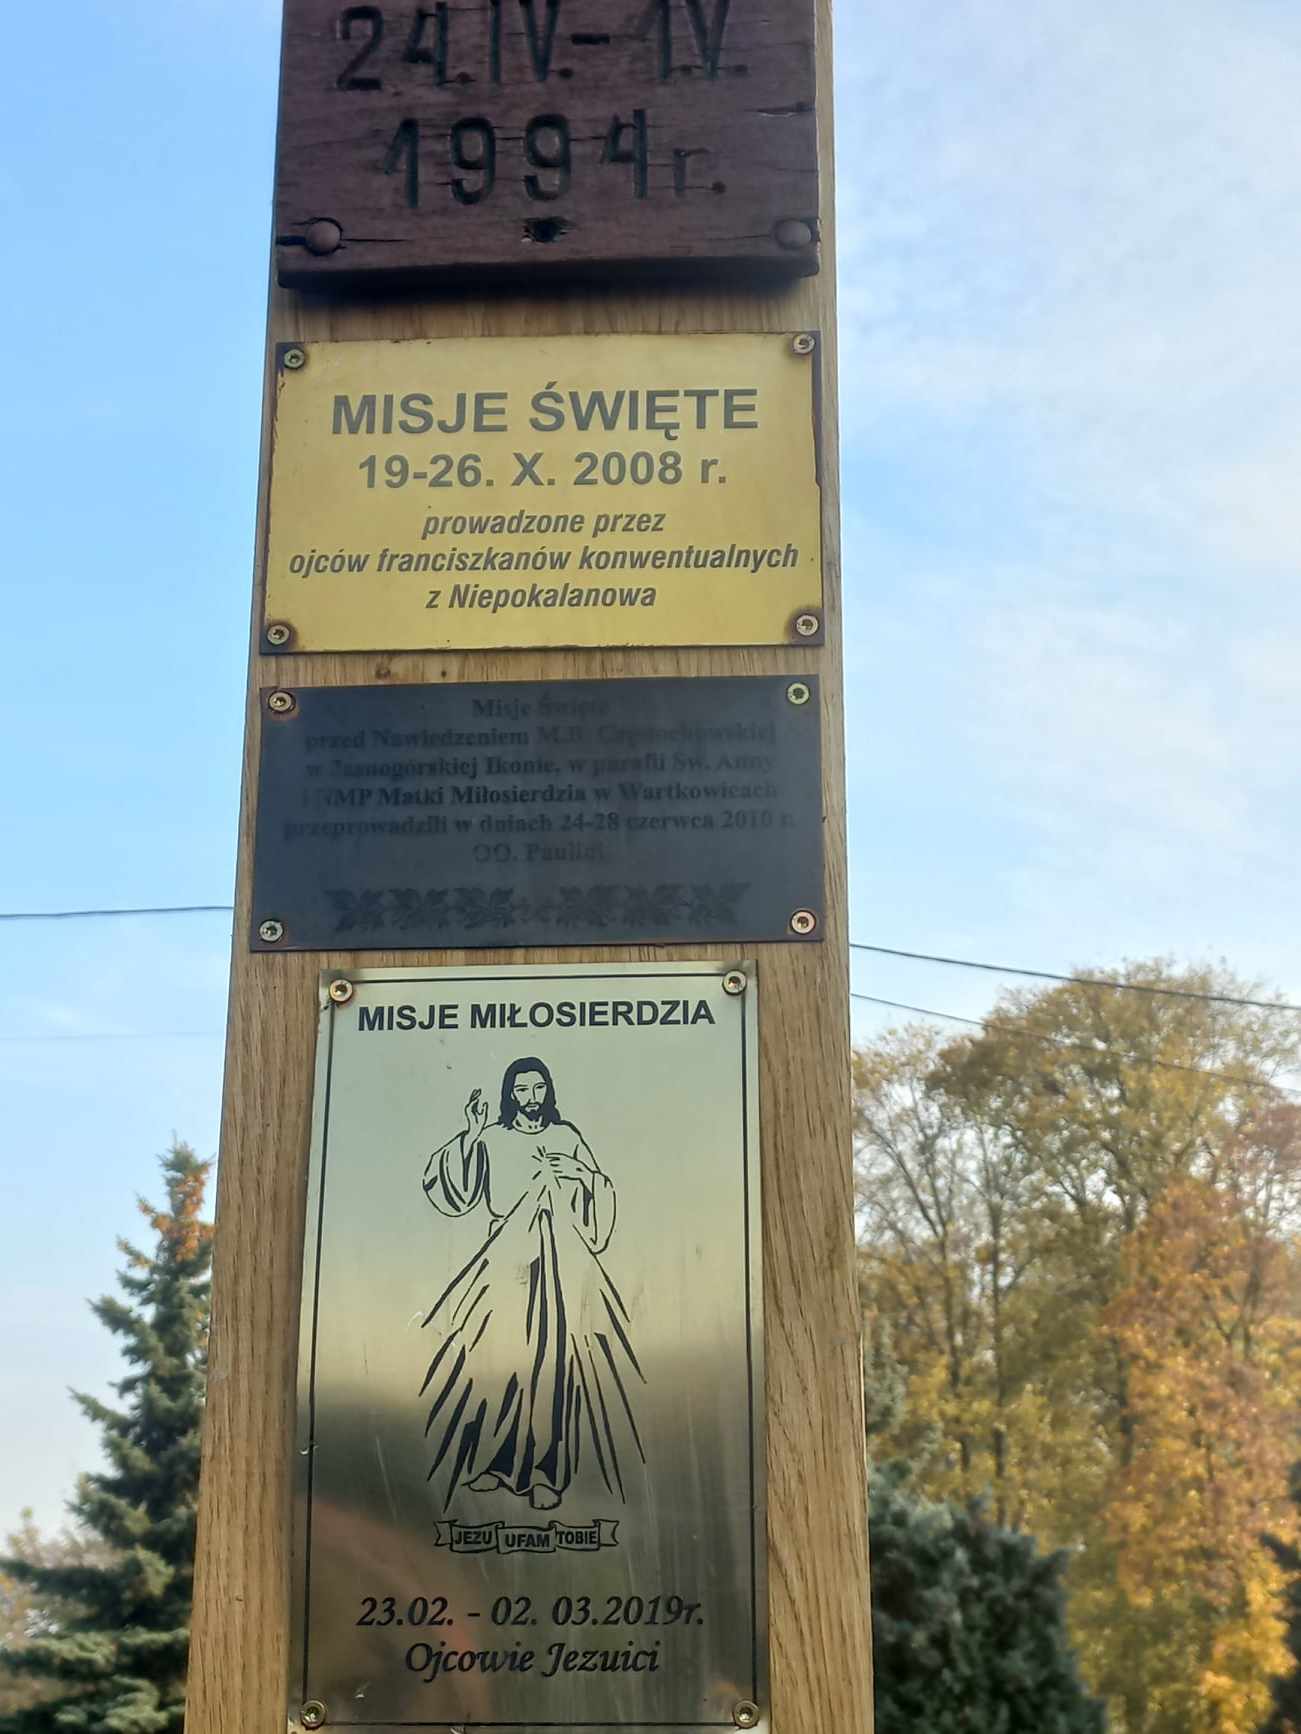 24.IV.-1V.
1994r.
MISJE ŚWIĘTE
19-26. X. 2008 r.
prowadzone przez
ojców franciszkanów konwentualnych
z Niepokalanowa
Misje Święte
przed Nawiedzeniem M.B. Częstochowskiej
w Jasnogórskiej Ikonie, w parafii Św. Anny
i NMP Matki Miłosierdzia w Wartkowicach
przeprowadzili w dniach 24-28 czerwca 2010 r.
OO. Paulini
MISJE MIŁOSIERDZIA
JEZU UFAM TOBIE
23.02. - 02. 03.2019r.
Ojcowie Jezuici